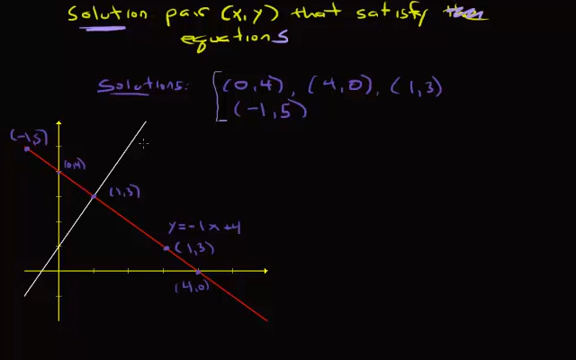 Solution pair (x,y) that satisfy
equations
Solutions: (0,4), (4,0), (1,3)
(-1,5)
(-1,5)
(0,4)
(1,3)
y=-1x+4
(1,3)
(4,0)